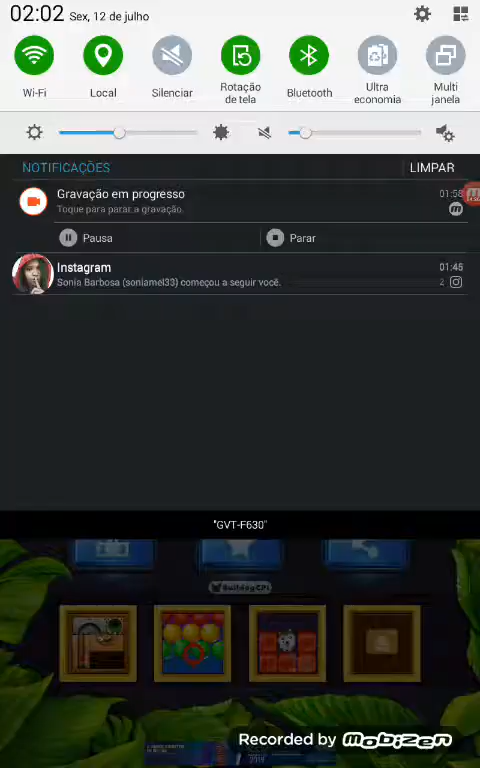 02:02 Sex, 12 de julho
Wi-Fi
Local
Silenciar
Rotação
de tela
Bluetooth
Ultra
economia
Multi
janela
NOTIFICAÇÕES
LIMPAR
Gravação em progresso
01:58
Toque para parar a gravação.
Pausa
Parar
Instagram
01:45
Sonia Barbosa (soniamel33) começou a seguir você.
2
"GVT-F630"
Recorded by Mobizen